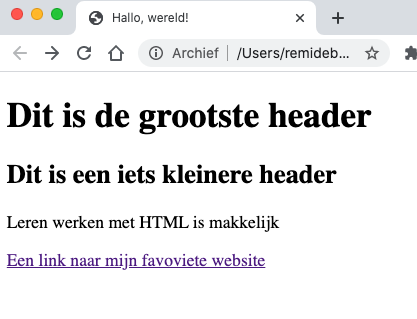 Hallo, wereld!
Archief /Users/remideb...
Dit is de grootste header
Dit is een iets kleinere header
Leren werken met HTML is makkelijk
Een link naar mijn favoviete website